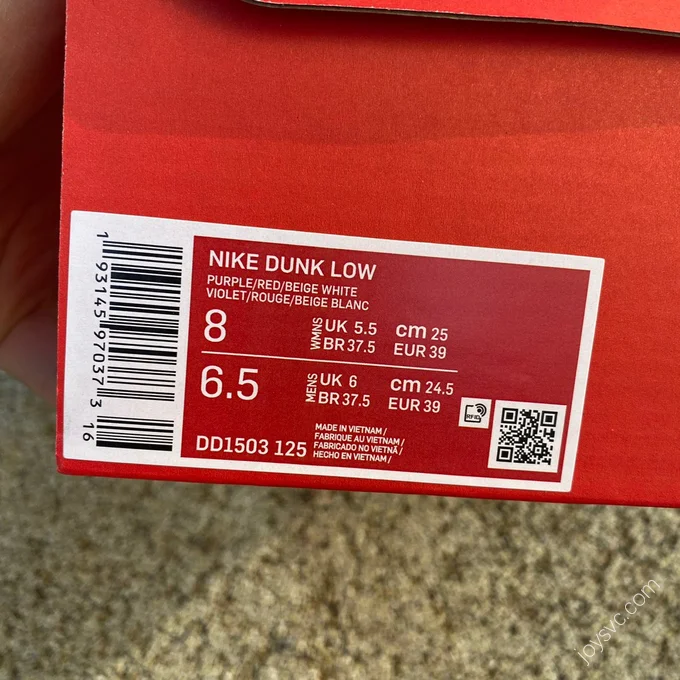 NIKE DUNK LOW
PURPLE/RED/BEIGE WHITE
VIOLET/ROUGE/BEIGE BLANC
8
WMNS
UK 5.5 cm 25
BR 37.5 EUR 39
6.5
MENS
UK 6 cm 24.5
BR 37.5 EUR 39
RFID
DD1503 125
MADE IN VIETNAM /
FABRIQUE AU VIETNAM /
FABRICADO NO VIETNÃ /
HECHO EN VIETNAM /
1 93145 97037 3 16
joysvc.com